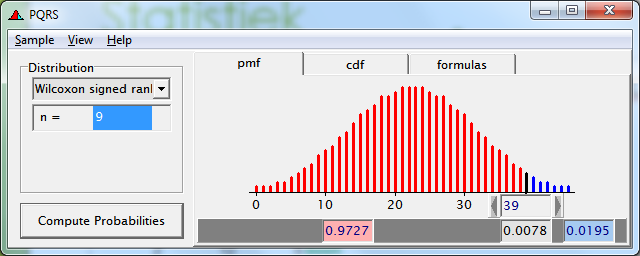 Statistiek
PQRS
Sample View Help
Distribution
Wilcoxon signed ranl
n = 9
Compute Probabilities
pmf cdf formulas
0 10 20 30
39
0.9727 0.0078 0.0195